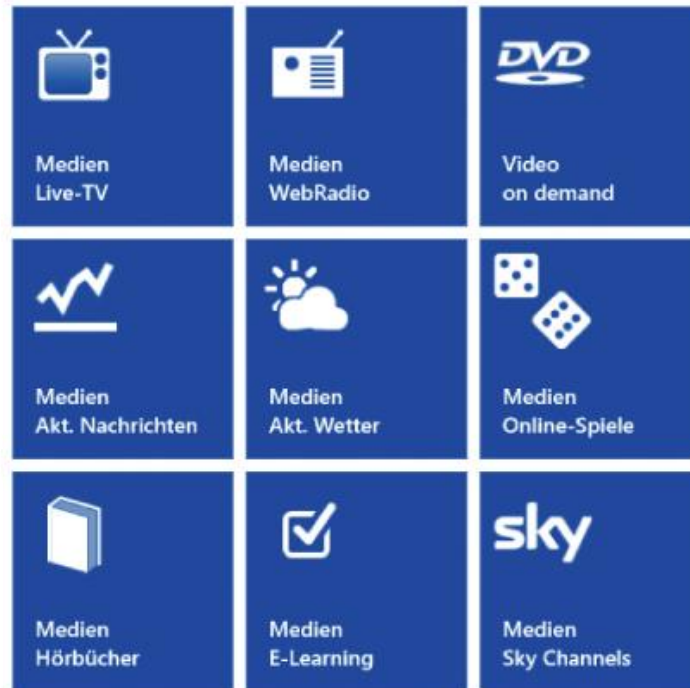 Medien
Live-TV
Medien
WebRadio
DVD
Video
on demand
Medien
Akt. Nachrichten
Medien
Akt. Wetter
Medien
Online-Spiele
Medien
Hörbücher
Medien
E-Learning
sky
Medien
Sky Channels